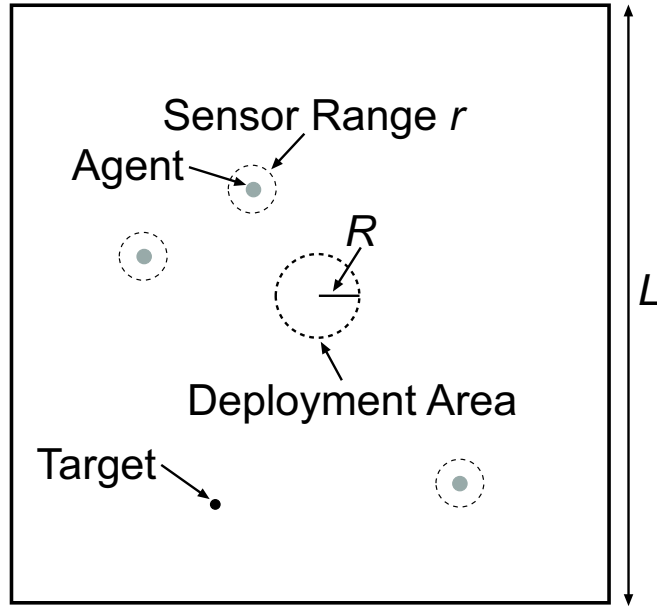 Sensor Range r
Agent
R
L
Deployment Area
Target